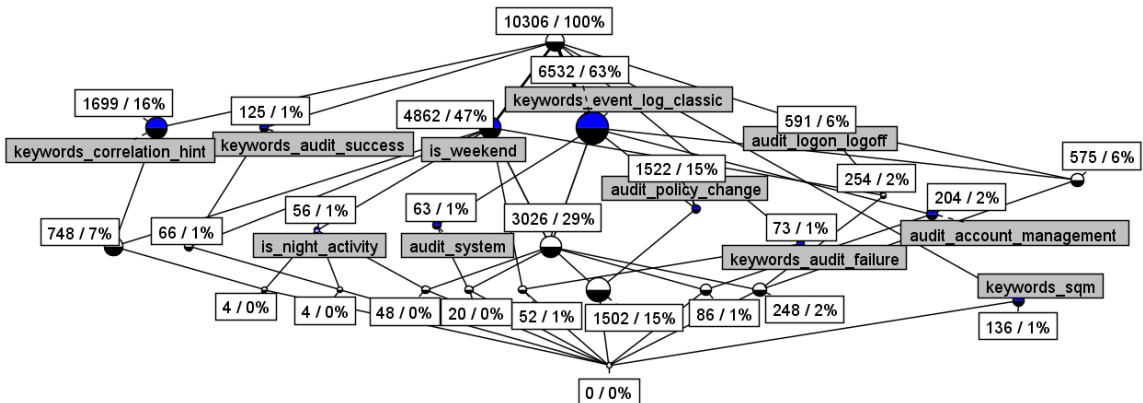 10306 / 100%
6532 / 63%
keywords_event_log_classic
1699 / 16%
keywords_correlation_hint
125 / 1%
keywords_audit_success
4862 / 47%
is_weekend
591 / 6%
audit_logon_logoff
575 / 6%
1522 / 15%
audit_policy_change
254 / 2%
204 / 2%
audit_account_management
748 / 7%
66 / 1%
56 / 1%
is_night_activity
63 / 1%
audit_system
3026 / 29%
73 / 1%
keywords_audit_failure
keywords_sqm
136 / 1%
4 / 0%
4 / 0%
48 / 0%
20 / 0%
52 / 1%
1502 / 15%
86 / 1%
248 / 2%
0 / 0%